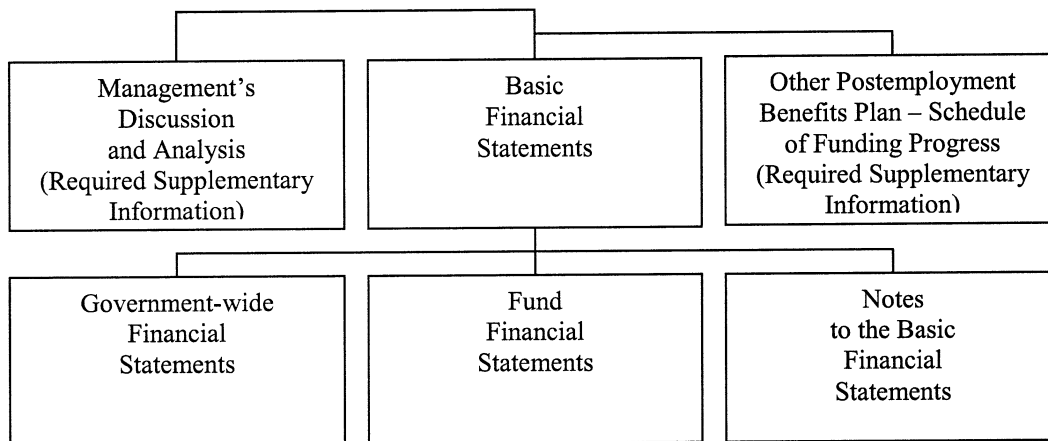 Management's
Discussion
and Analysis
(Required Supplementary
Information)
Basic
Financial
Statements
Other Postemployment
Benefits Plan – Schedule
of Funding Progress
(Required Supplementary
Information)
Government-wide
Financial
Statements
Fund
Financial
Statements
Notes
to the Basic
Financial
Statements